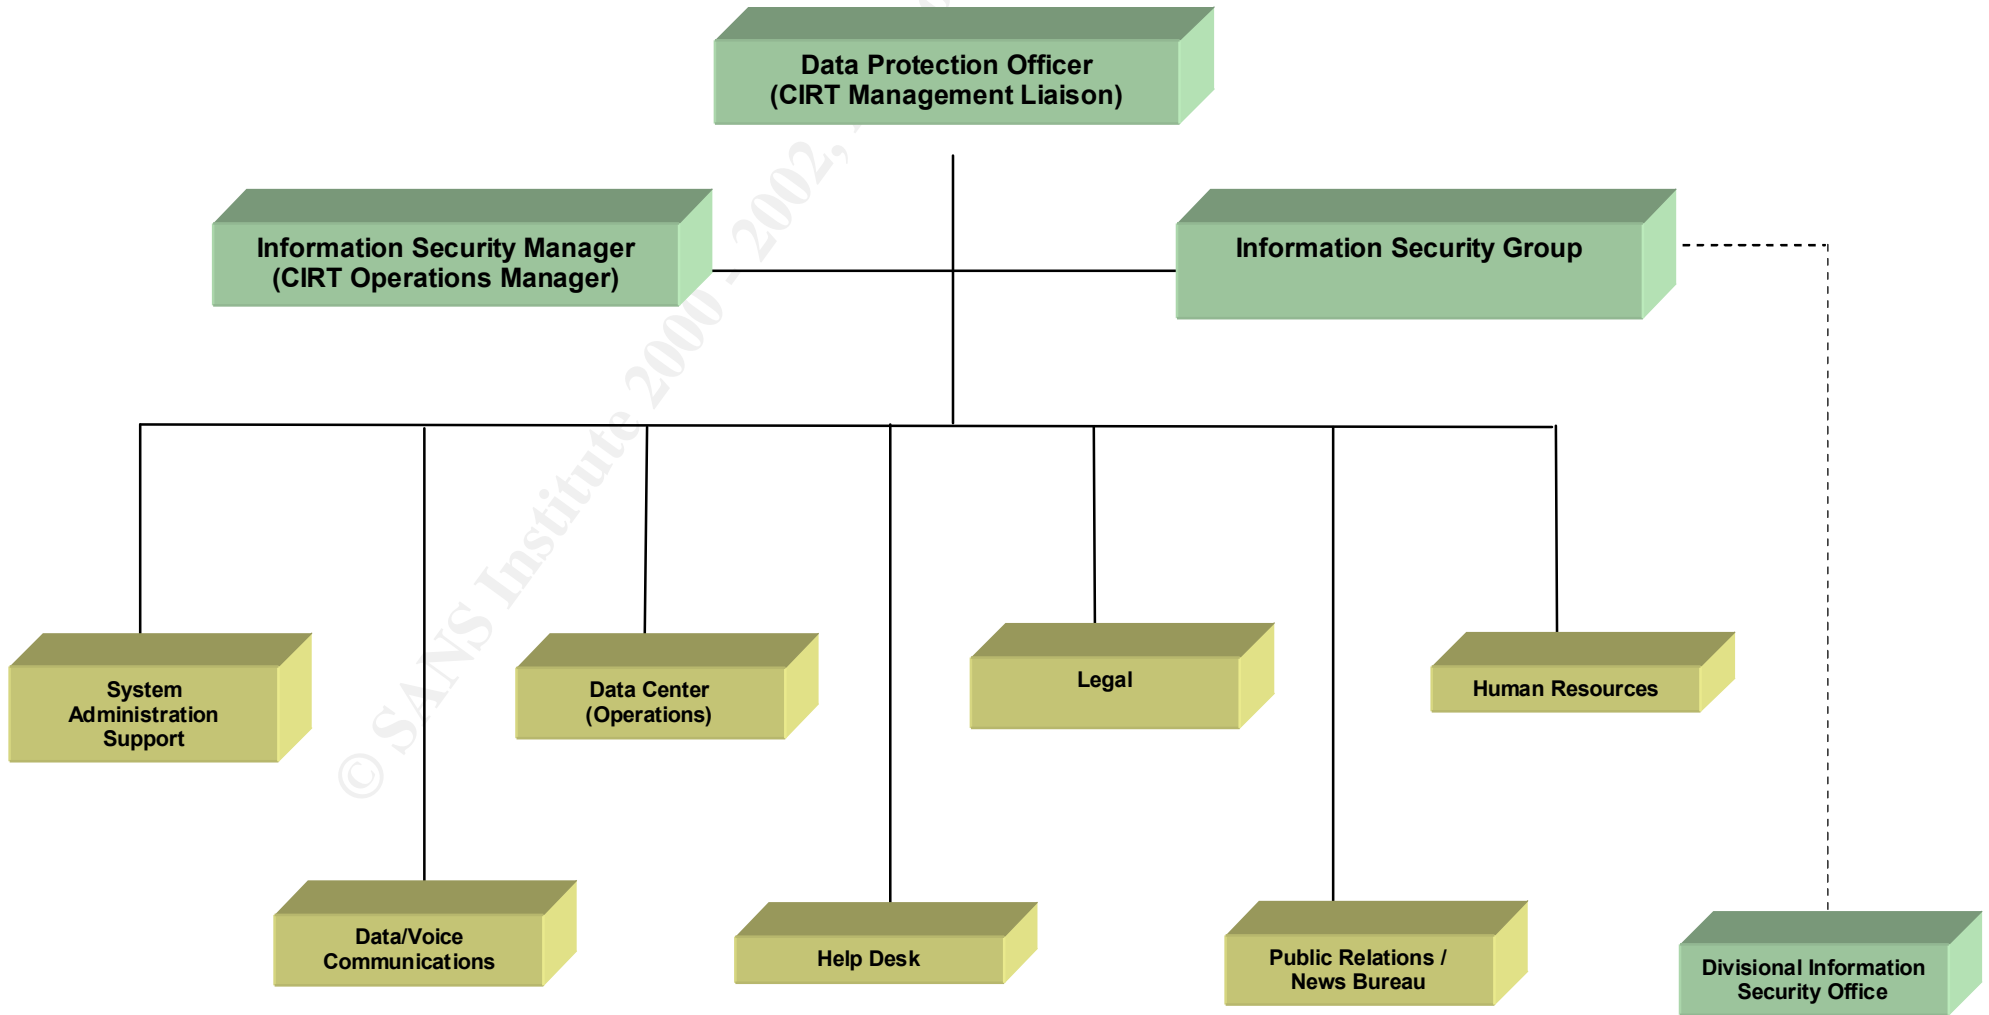 Data Protection Officer
(CIRT Management Liaison)
Information Security Manager
(CIRT Operations Manager)
Information Security Group
System
Administration
Support
Data Center
(Operations)
Legal
Human Resources
Data/Voice
Communications
Help Desk
Public Relations /
News Bureau
Divisional Information
Security Office
© SANS Institute 2000 - 2002,